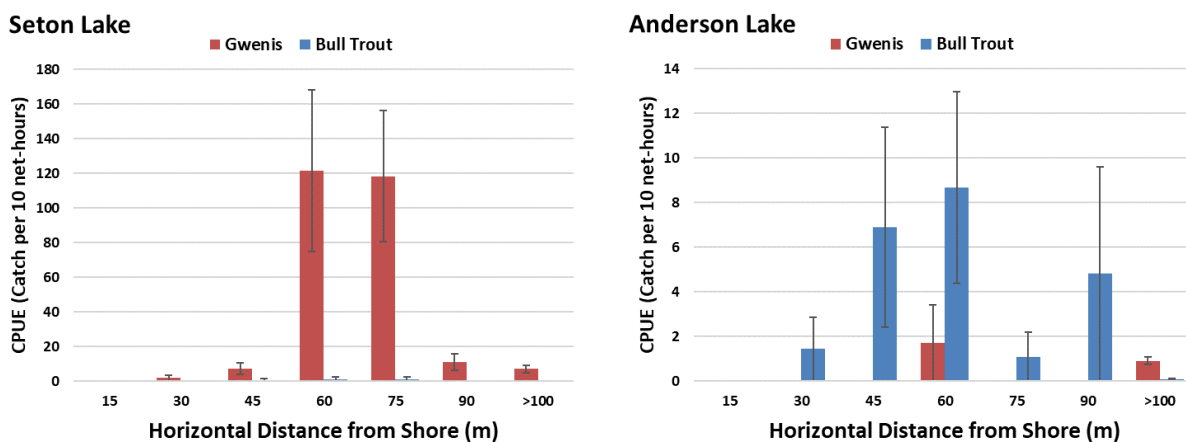 Seton Lake
Gwenis Bull Trout
CPUE (Catch per 10 net-hours)
180
160
140
120
100
80
60
40
20
0
15 30 45 60 75 90 >100
Horizontal Distance from Shore (m)
Anderson Lake
Gwenis Bull Trout
CPUE (Catch per 10 net-hours)
14
12
10
8
6
4
2
0
15 30 45 60 75 90 >100
Horizontal Distance from Shore (m)